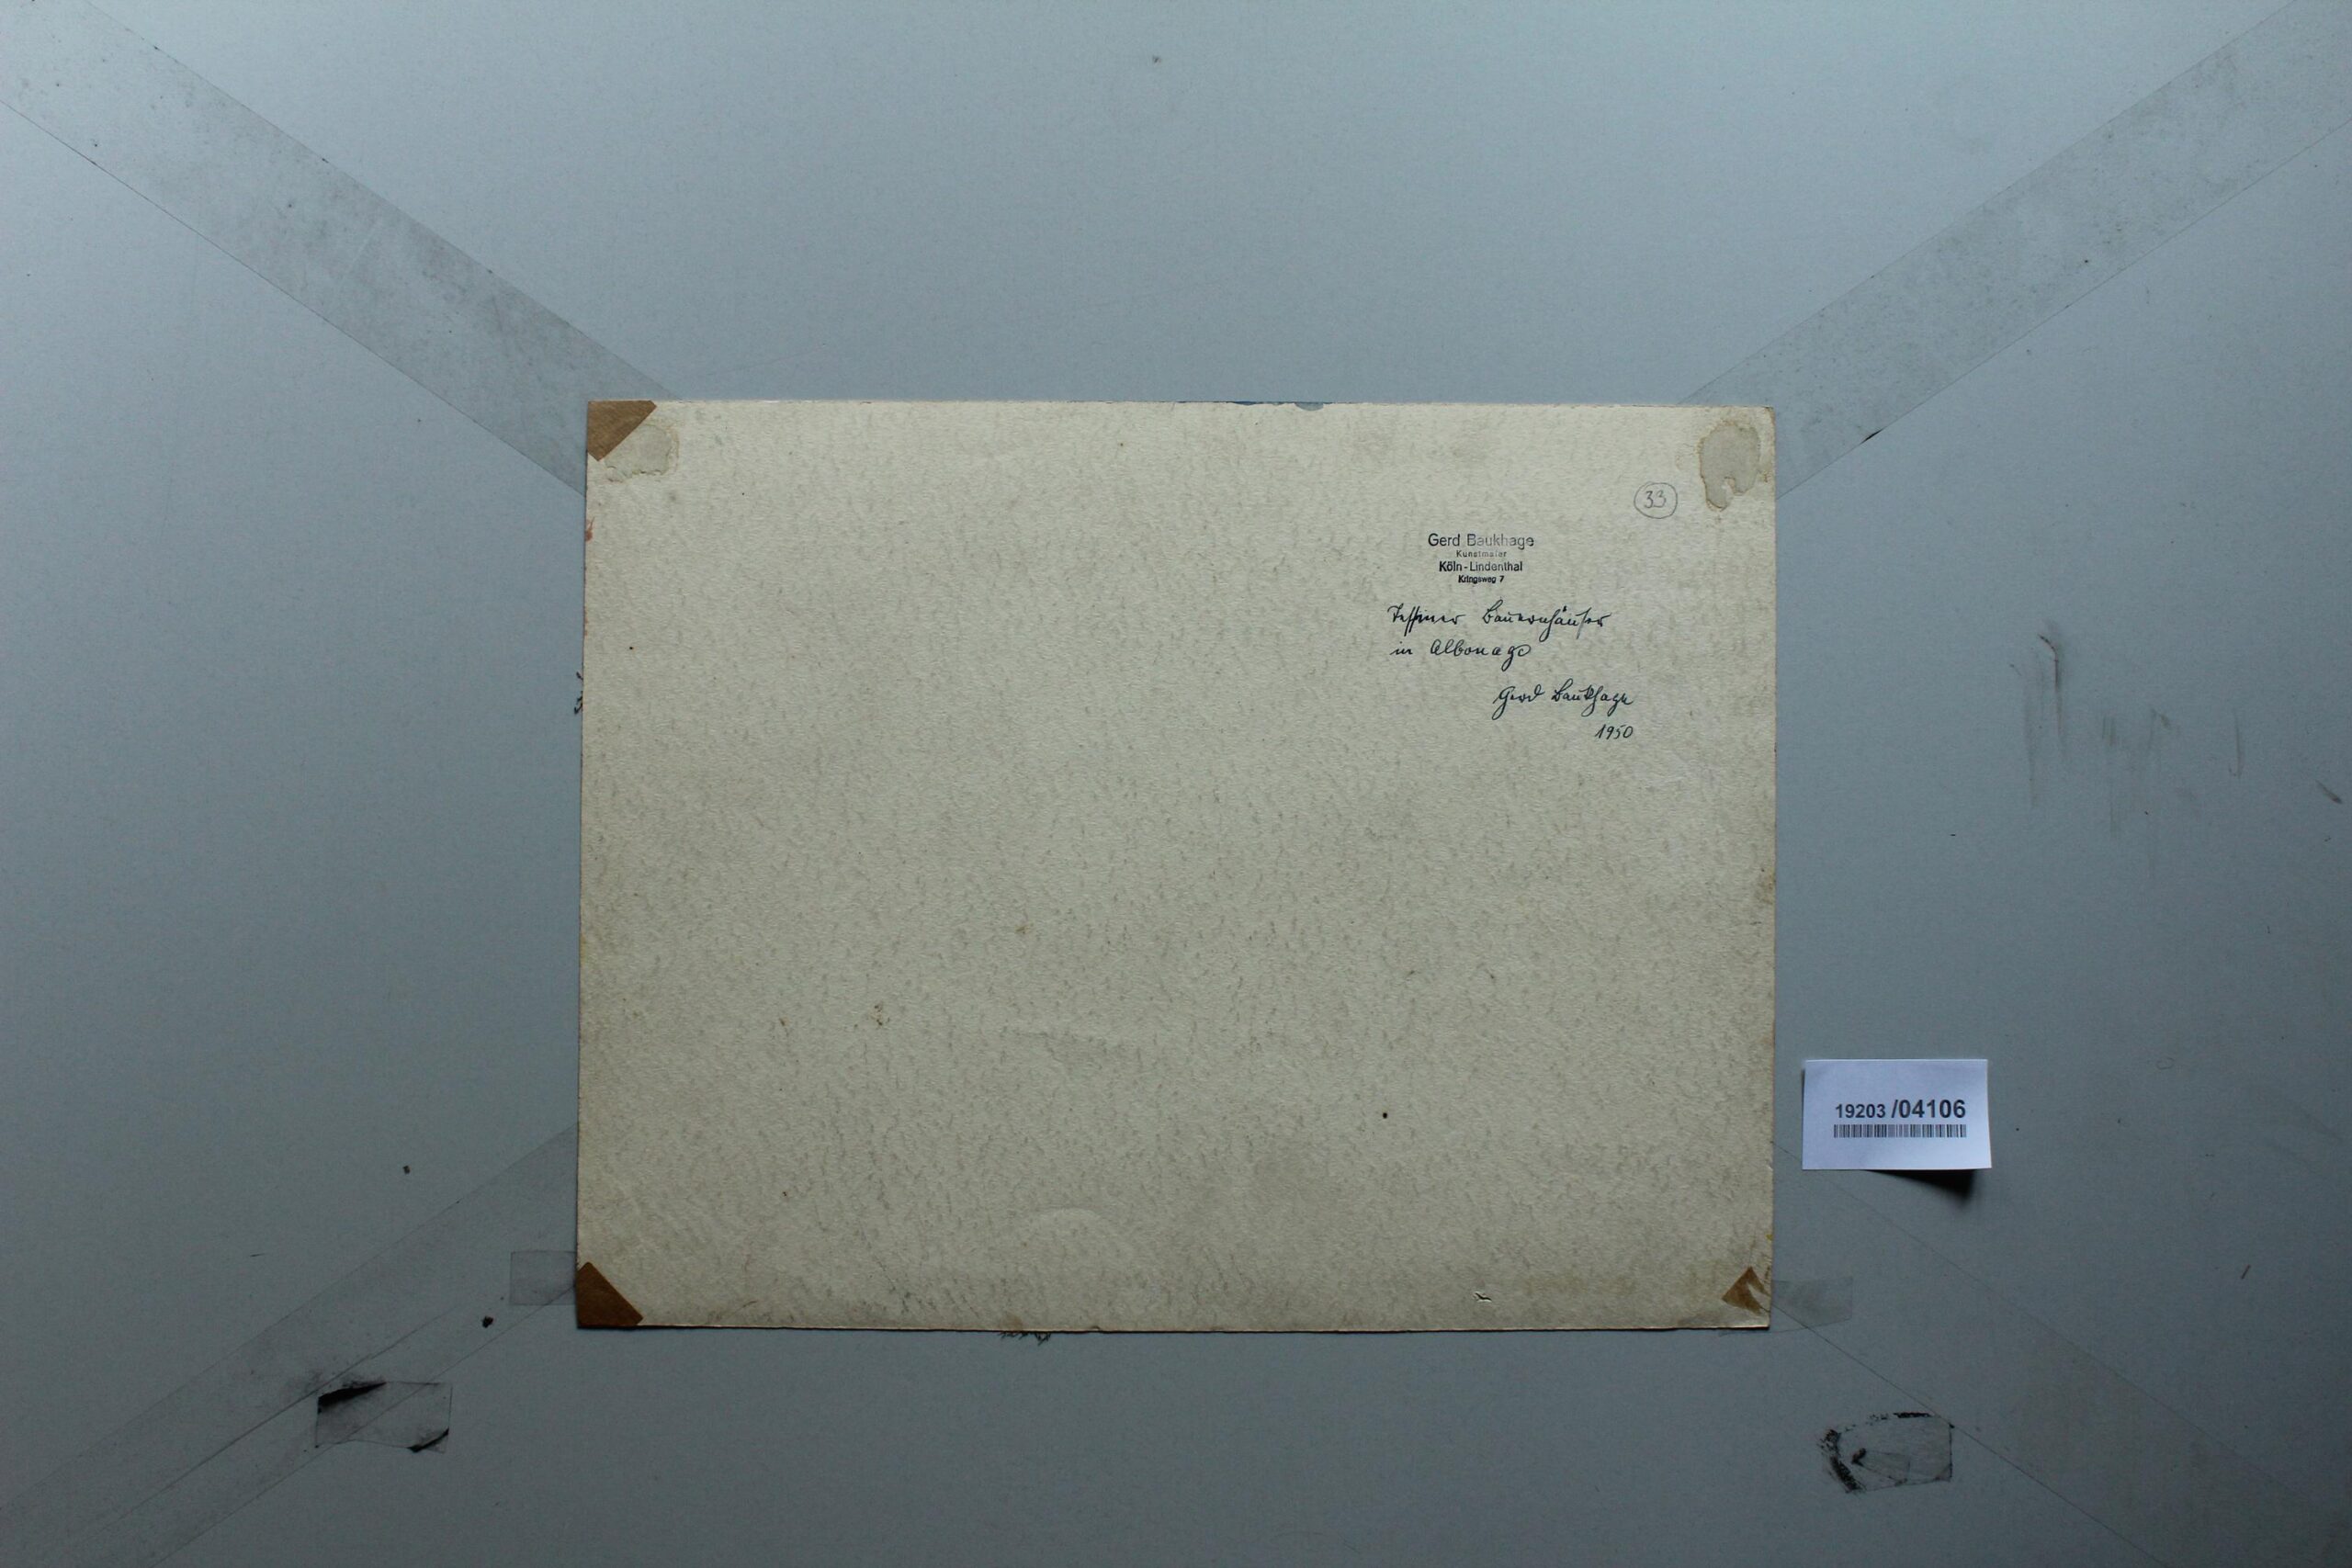 33
Gerd Baukhage
Kunstmaler
Köln-Lindenthal
Kringsweg 7
Tessiner Bauernhäuser
in Albonago
Gerd Baukhage
1950
19203 /04106